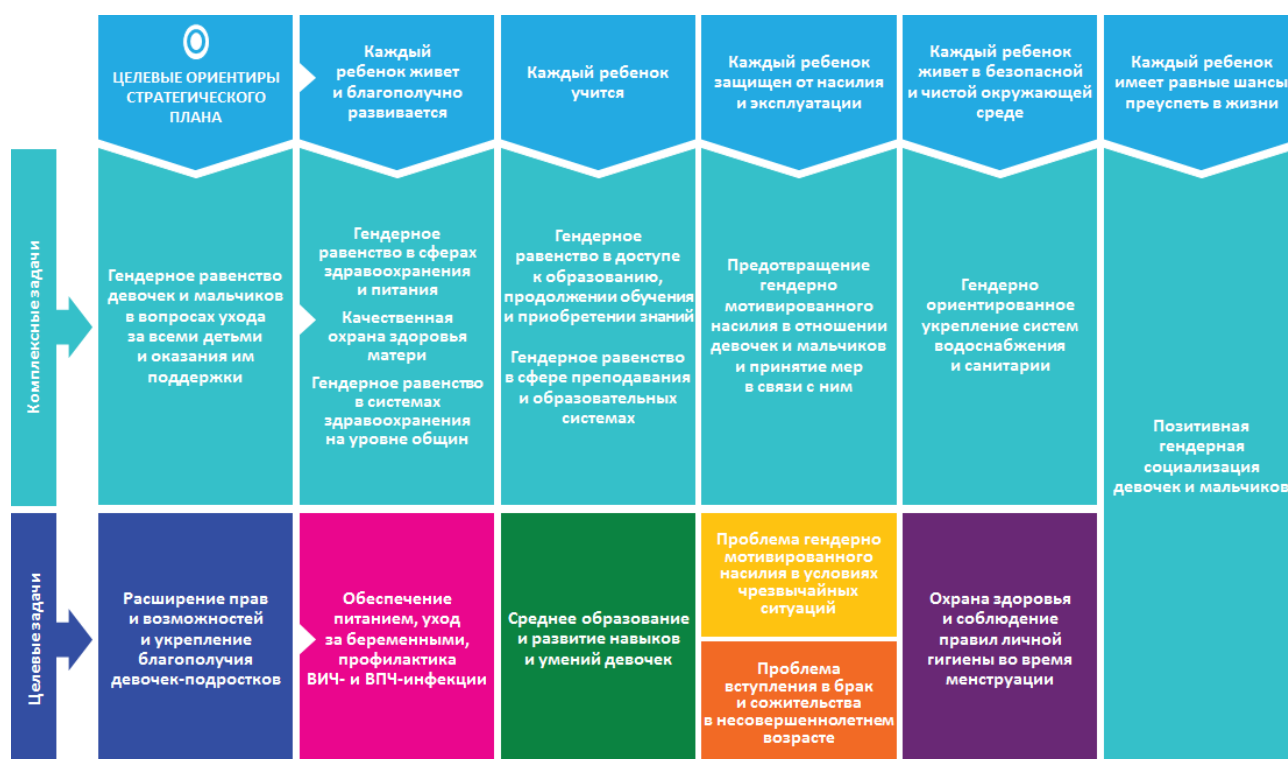 ЦЕЛЕВЫЕ ОРИЕНТИРЫ
СТРАТЕГИЧЕСКОГО
ПЛАНА
Каждый
ребенок живет
и благополучно
развивается
Каждый ребенок
учится
Каждый ребенок
защищен от насилия
и эксплуатации
Каждый ребенок
живет в безопасной
и чистой окружающей
среде
Каждый ребенок
имеет равные шансы
преуспеть в жизни
Комплексные задачи
Гендерное равенство
девочек и мальчиков
в вопросах ухода
за всеми детьми
и оказания им
поддержки
Гендерное
равенство в сферах
здравоохранения
и питания
Качественная
охрана здоровья
матери
Гендерное равенство
в системах
здравоохранения
на уровне общин
Гендерное
равенство в доступе
к образованию,
продолжении обучения
и приобретении знаний
Гендерное равенство
в сфере преподавания
и образовательных
системах
Предотвращение
гендерно
мотивированного
насилия в отношении
девочек и мальчиков
и принятие мер
в связи с ним
Гендерно
ориентированное
укрепление систем
водоснабжения
и санитарии
Позитивная
гендерная
социализация
девочек и мальчиков
Целевые задачи
Расширение прав
и возможностей
и укрепление
благополучия
девочек-подростков
Обеспечение
питанием, уход
за беременными,
профилактика
ВИЧ- и ВПЧ-инфекции
Среднее образование
и развитие навыков
и умений девочек
Проблема гендерно
мотивированного
насилия в условиях
чрезвычайных
ситуаций
Проблема
вступления в брак
и сожительства
в несовершеннолетнем
возрасте
Охрана здоровья
и соблюдение
правил личной
гигиены во время
менструации